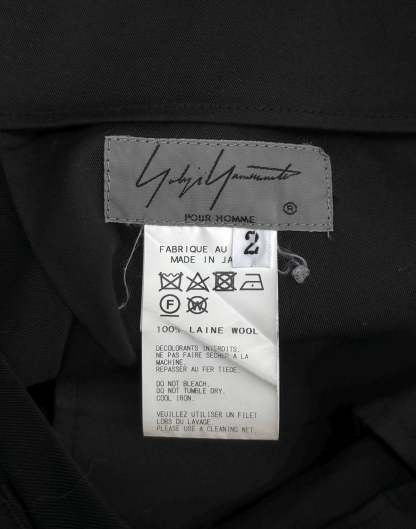 Yohji Yamamoto
POUR HOMME
®
2
FABRIQUE AU
MADE IN JA
F
W
100% LAINE WOOL
DECOLORANTS INTERDITS.
NE PAS FAIRE SECHER A LA
MACHINE.
REPASSER AU FER TIEDE.
DO NOT BLEACH.
DO NOT TUMBLE DRY.
COOL IRON.
VEUILLEZ UTILISER UN FILET
LORS DU LAVAGE
PLEASE USE A CLEANING NET.